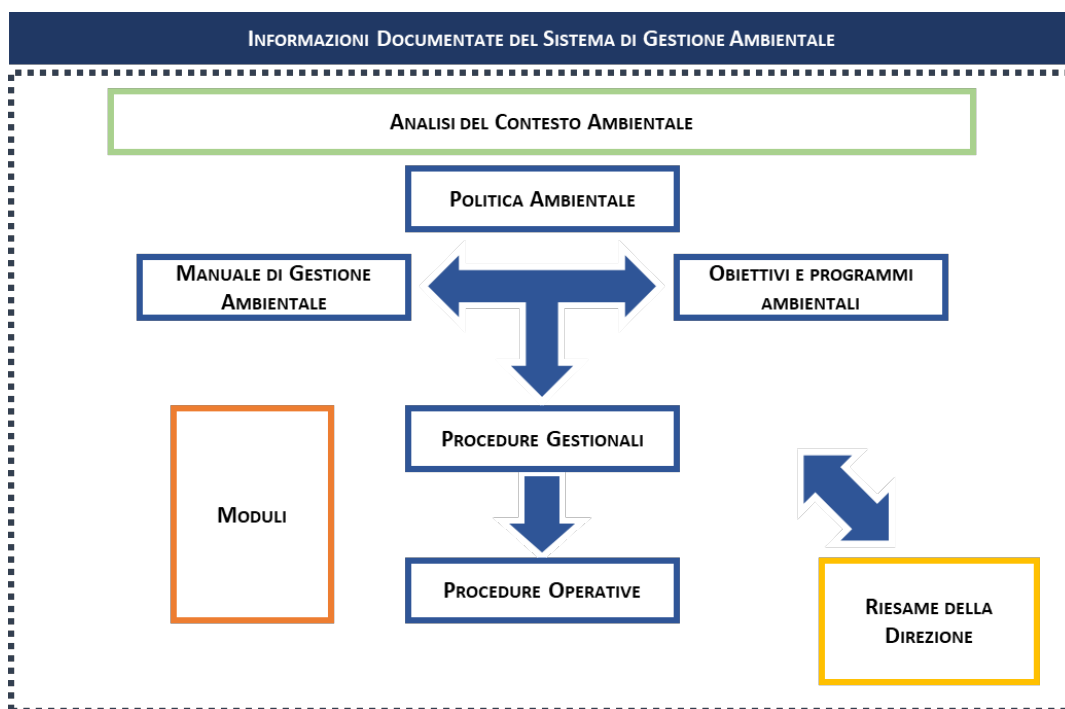 INFORMAZIONI DOCUMENTATE DEL SISTEMA DI GESTIONE AMBIENTALE
ANALISI DEL CONTESTO AMBIENTALE
POLITICA AMBIENTALE
MANUALE DI GESTIONE
AMBIENTALE
OBIETTIVI E PROGRAMMI
AMBIENTALI
PROCEDURE GESTIONALI
MODULI
PROCEDURE OPERATIVE
RIESAME DELLA
DIREZIONE